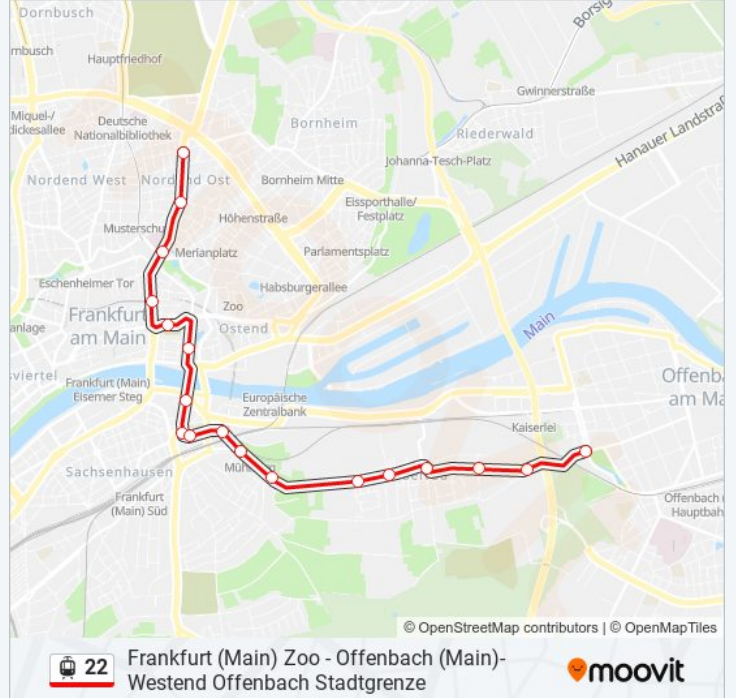 Dornbusch
Borsig
mbusch
Hauptfriedhof
Gwinnerstraße
Miquel-/
dickesallee
Deutsche
Nationalbibliothek
Bornheim
Riederwald
Hanauer Landstraß
Johanna-Tesch-Platz
Nordend West
Nordend Ost
Bornheim Mitte
Eissporthalle/
Festplatz
Höhenstraße
Musterschu
Merianplatz
Parlamentsplatz
Eschenheimer Tor
Habsburgerallee
Zoo
Frankfurt
am Main
Ostend
anlage
Main
sviertel
Frankfurt (Main)
Eiserner Steg
Offenba
am Ma
Europäische
Zentralbank
Kaiserlei
Sachsenhausen
Frankfurt
(Main) Süd
Offenbach
Hauptbah
© OpenStreetMap contributors | © OpenMapTiles
22
Frankfurt (Main) Zoo - Offenbach (Main)-
Westend Offenbach Stadtgrenze
moovit